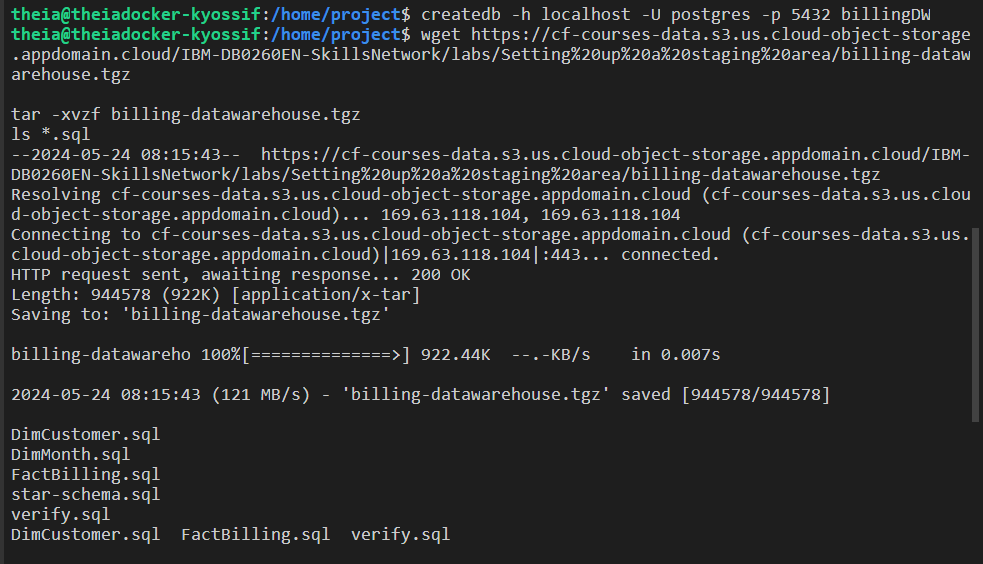 theia@theiadocker-kyossif:/home/project$ createdb -h localhost -U postgres -p 5432 billingDW
theia@theiadocker-kyossif:/home/project$ wget https://cf-courses-data.s3.us.cloud-object-storage
.appdomain.cloud/IBM-DB0260EN-SkillsNetwork/labs/Setting%20up%20a%20staging%20area/billing-dataw
arehouse.tgz
tar -xvzf billing-datawarehouse.tgz
ls *.sql
--2024-05-24 08:15:43--  https://cf-courses-data.s3.us.cloud-object-storage.appdomain.cloud/IBM-
DB0260EN-SkillsNetwork/labs/Setting%20up%20a%20staging%20area/billing-datawarehouse.tgz
Resolving cf-courses-data.s3.us.cloud-object-storage.appdomain.cloud (cf-courses-data.s3.us.clou
d-object-storage.appdomain.cloud)... 169.63.118.104, 169.63.118.104
Connecting to cf-courses-data.s3.us.cloud-object-storage.appdomain.cloud (cf-courses-data.s3.us.
cloud-object-storage.appdomain.cloud)|169.63.118.104|:443... connected.
HTTP request sent, awaiting response... 200 OK
Length: 944578 (922K) [application/x-tar]
Saving to: 'billing-datawarehouse.tgz'
billing-datawareho 100%[==============>] 922.44K  --.-KB/s    in 0.007s
2024-05-24 08:15:43 (121 MB/s) - 'billing-datawarehouse.tgz' saved [944578/944578]
DimCustomer.sql
DimMonth.sql
FactBilling.sql
star-schema.sql
verify.sql
DimCustomer.sql  FactBilling.sql  verify.sql